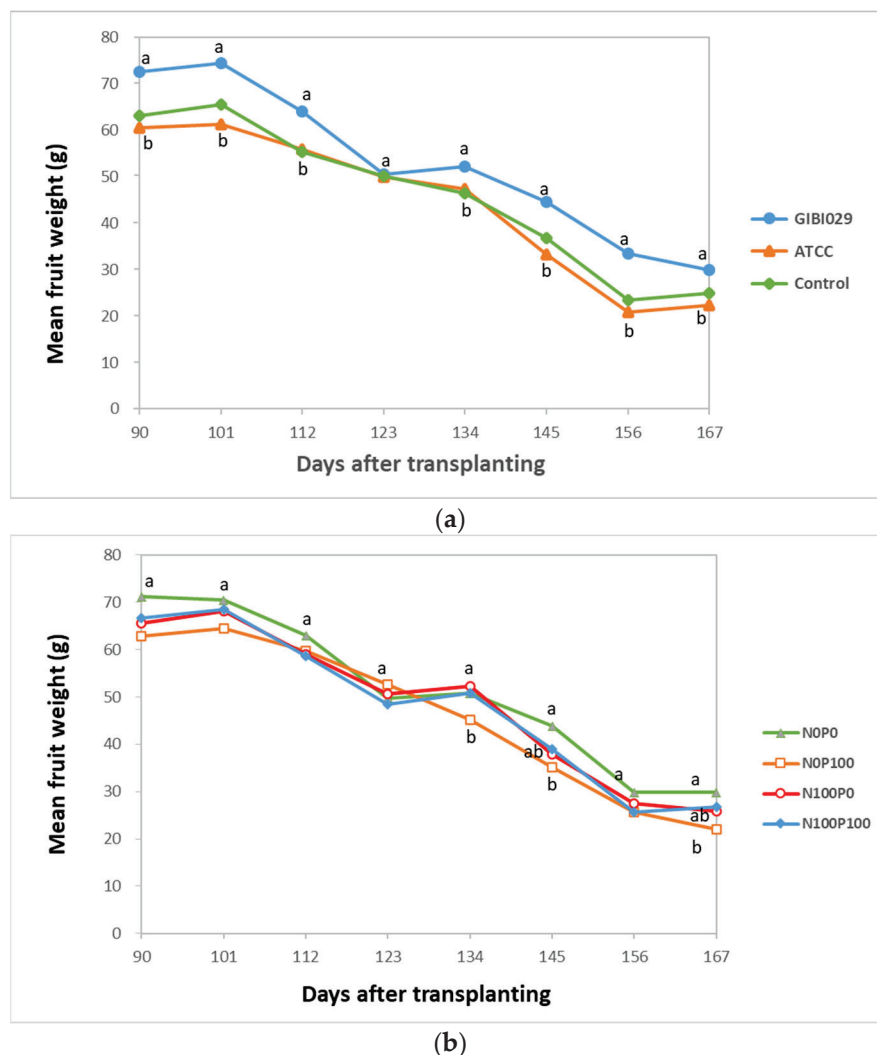 80
70
60
50
40
30
20
10
0
Mean fruit weight (g)
a a a a a a a a
b b b b b b b
90 101 112 123 134 145 156 167
Days after transplanting
GIBI029
ATCC
Control
(a)
80
70
60
50
40
30
20
10
0
Mean fruit weight (g)
a a a a a a a a
ab ab
b b b
90 101 112 123 134 145 156 167
Days after transplanting
N0P0
N0P100
N100P0
N100P100
(b)